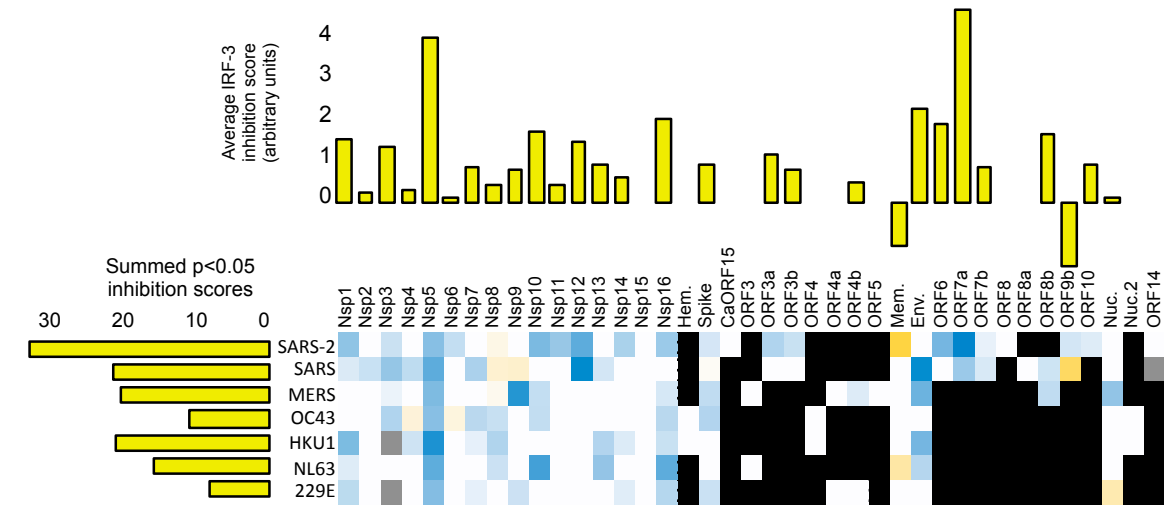 Average IRF-3
inhibition score
(arbitrary units)
4
3
2
1
0
Summed p<0.05
inhibition scores
30 20 10 0
Nsp1
Nsp2
Nsp3
Nsp4
Nsp5
Nsp6
Nsp7
Nsp8
Nsp9
Nsp10
Nsp11
Nsp12
Nsp13
Nsp14
Nsp15
Nsp16
Hem.
Spike
CaORF15
ORF3
ORF3a
ORF3b
ORF4
ORF4a
ORF4b
ORF5
Mem.
Env.
ORF6
ORF7a
ORF7b
ORF8
ORF8a
ORF8b
ORF9b
ORF10
Nuc.
Nuc.2
ORF14
SARS-2
SARS
MERS
OC43
HKU1
NL63
229E